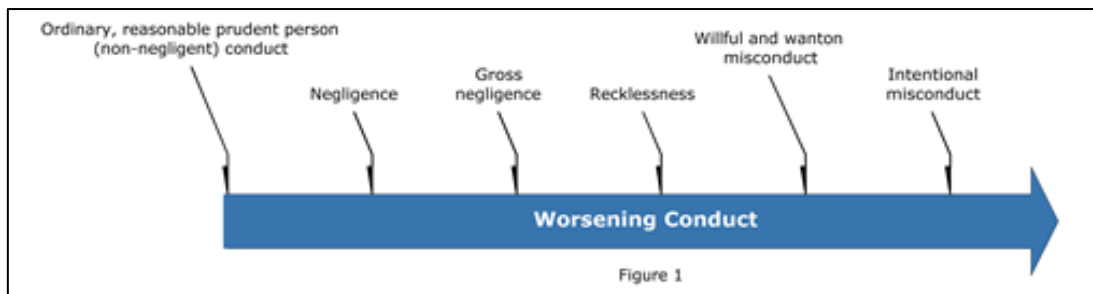 Ordinary, reasonable prudent person
(non-negligent) conduct
Negligence
Gross
negligence
Recklessness
Willful and wanton
misconduct
Intentional
misconduct
Worsening Conduct
Figure 1